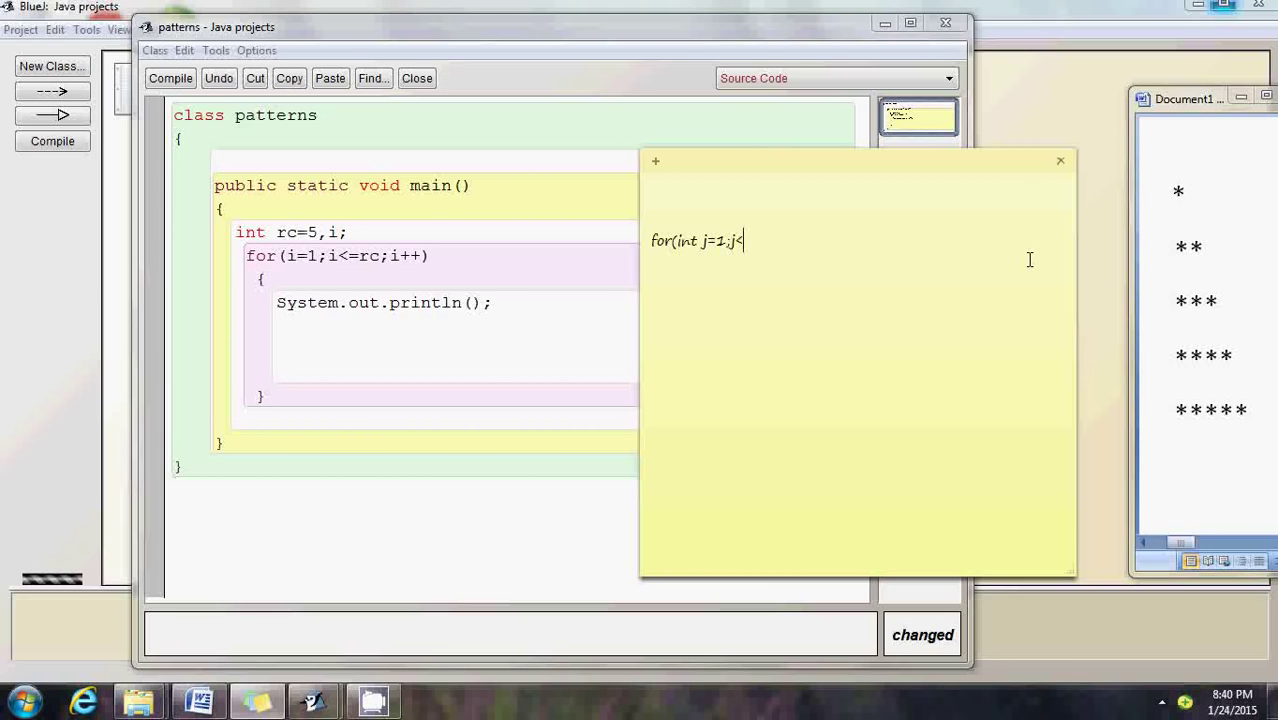 BlueJ: Java projects
Project Edit Tools View
New Class...
Compile
patterns - Java projects
Class Edit Tools Options
Compile Undo Cut Copy Paste Find... Close Source Code
class patterns
{
public static void main()
{
int rc=5,i;
for(i=1;i<=rc;i++)
{
System.out.println();
}
}
}
changed
+
for(int j=1;j<
Document1 ...
*
**
***
****
*****
8:40 PM
1/24/2015